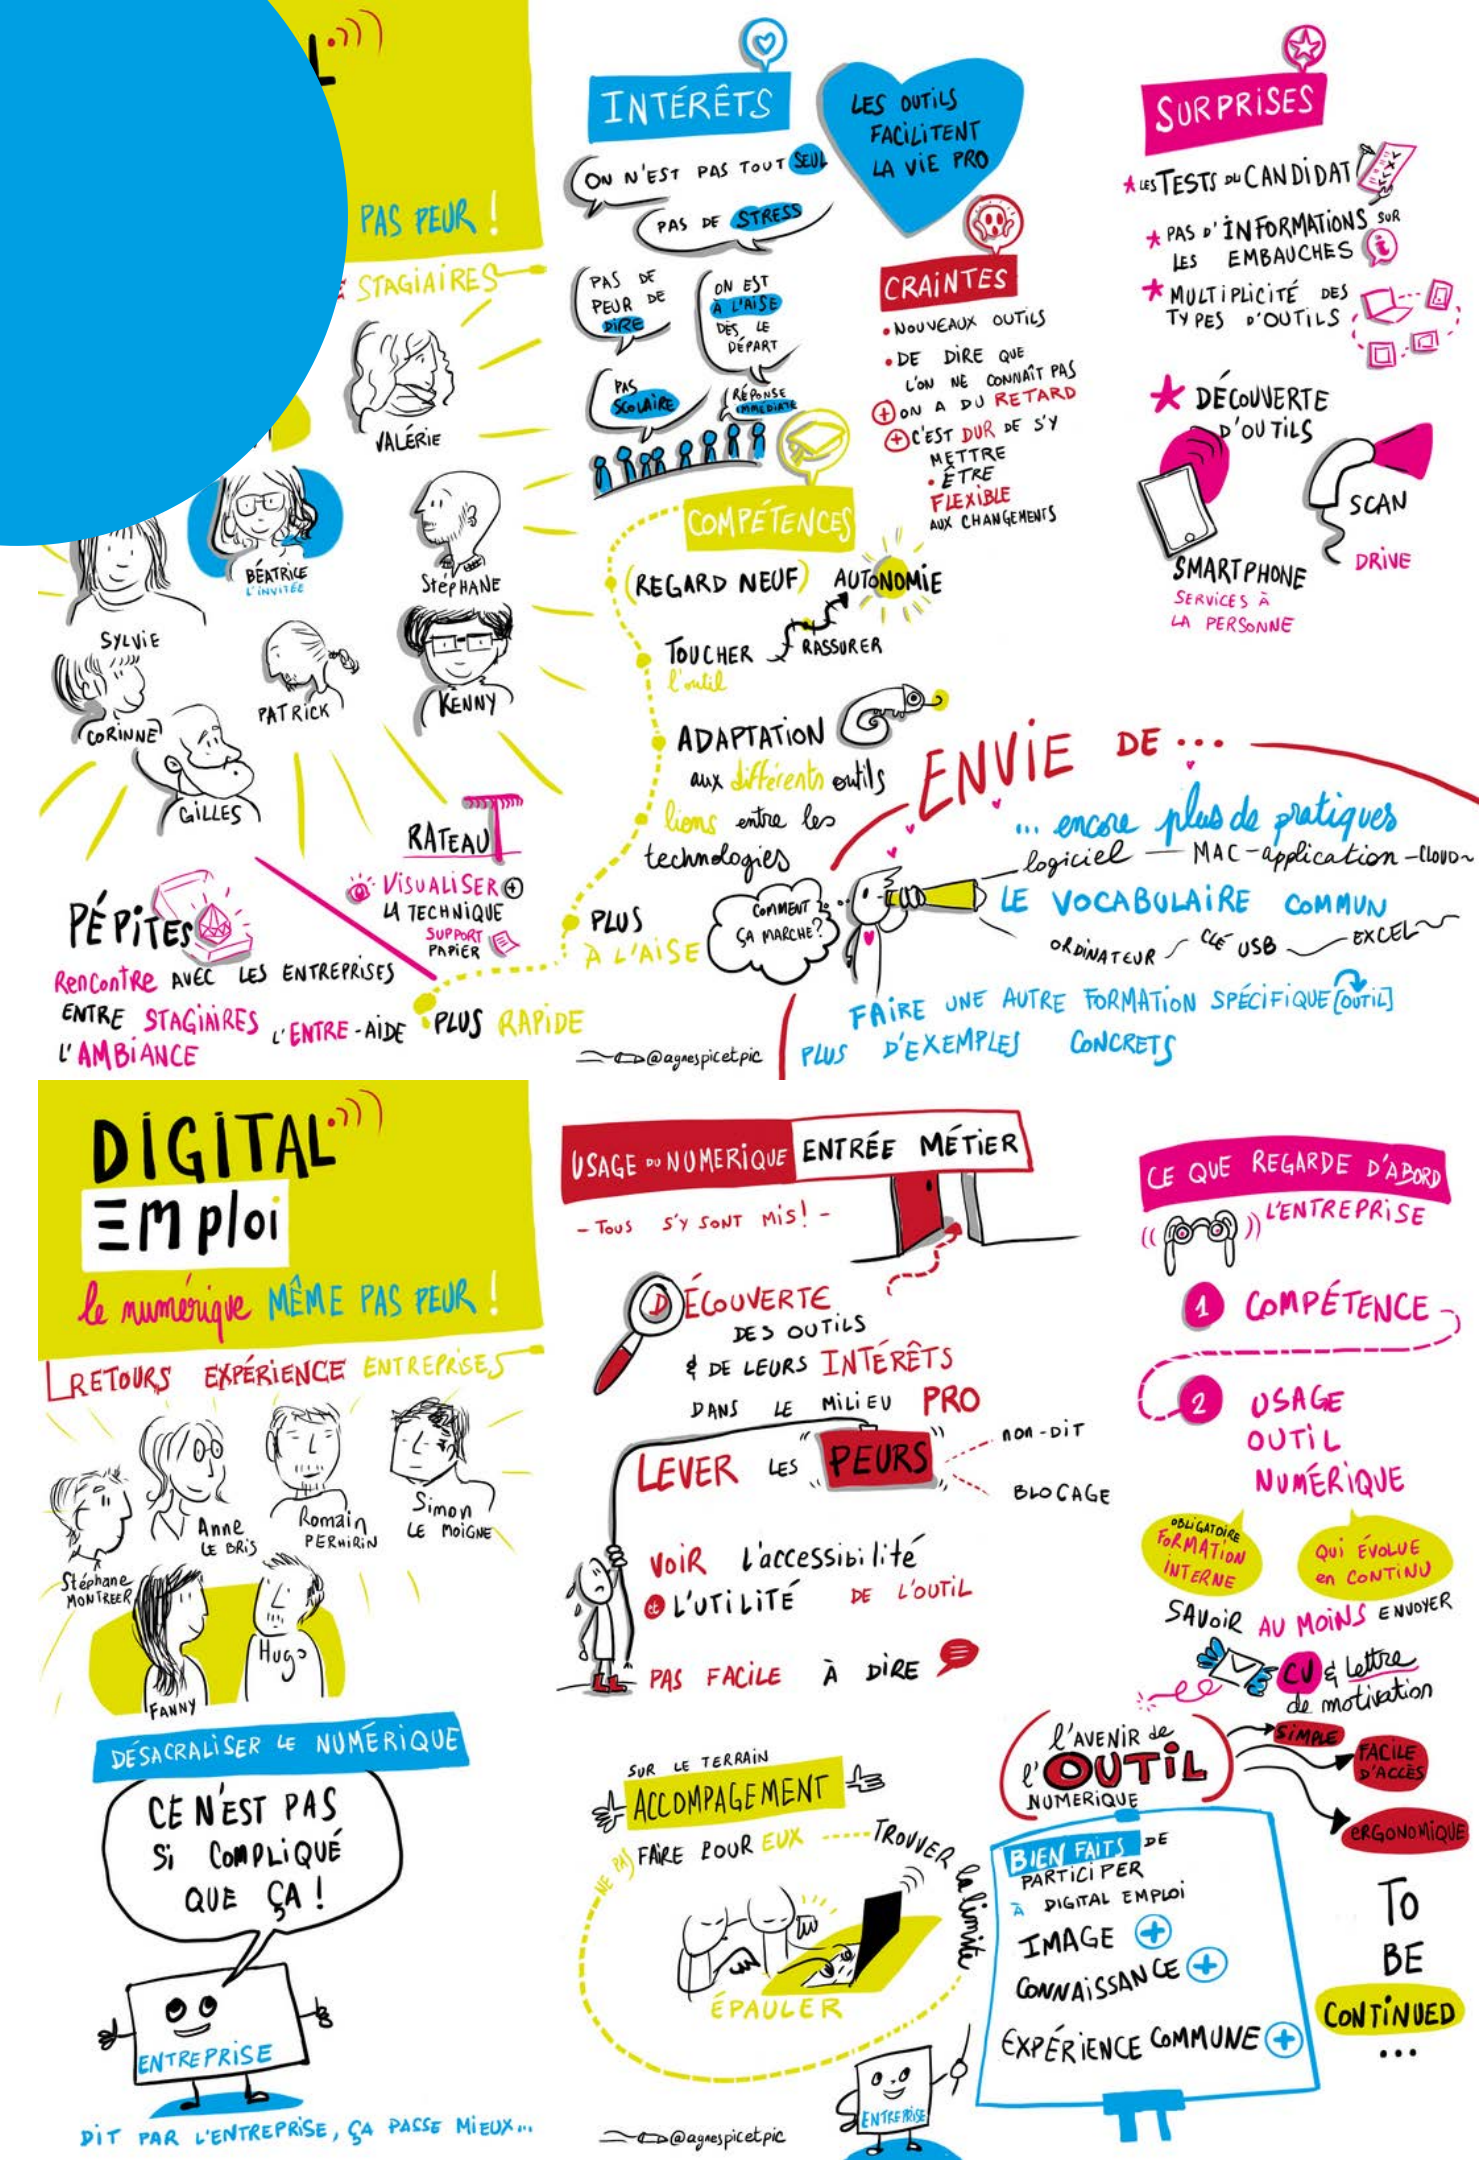 PAS PEUR !
STAGIAIRES
VALÉRIE
BÉATRICE
L'INVITÉE
STÉPHANE
SYLVIE
CORINNE
PATRICK
KENNY
GILLES
RATEAU
VISUALISER +
LA TECHNIQUE
SUPPORT
PAPIER
PÉPITES
RENCONTRE AVEC LES ENTREPRISES
ENTRE STAGIAIRES L'ENTRE-AIDE
L'AMBIANCE
INTÉRÊTS
ON N'EST PAS TOUT SEUL
PAS DE STRESS
PAS DE
PEUR DE
DIRE
ON EST
À L'AISE
DÈS LE
DÉPART
PAS
SCOLAIRE
RÉPONSE
IMMEDIATE
LES OUTILS
FACILITENT
LA VIE PRO
CRAINTES
• NOUVEAUX OUTILS
• DE DIRE QUE
L'ON NE CONNAÎT PAS
+ ON A DU RETARD
+ C'EST DUR DE S'Y
METTRE
• ÊTRE
FLEXIBLE
AUX CHANGEMENTS
COMPÉTENCES
(REGARD NEUF)
AUTONOMIE
TOUCHER
l'outil
RASSURER
ADAPTATION
aux différents outils
liens entre les
technologies
PLUS
À L'AISE
PLUS RAPIDE
@agnespicetpic
SURPRISES
* LES TESTS DU CANDIDAT
* PAS D'INFORMATIONS SUR
LES EMBAUCHES
* MULTIPLICITÉ DES
TYPES D'OUTILS
* DÉCOUVERTE
D'OUTILS
SMARTPHONE
SERVICES À
LA PERSONNE
SCAN
DRIVE
ENVIE DE ...
... encore plus de pratiques
logiciel — MAC - application - CLOUD
COMMENT
ÇA MARCHE ?
LE VOCABULAIRE COMMUN
ORDINATEUR CLÉ USB EXCEL
FAIRE UNE AUTRE FORMATION SPÉCIFIQUE [OUTIL]
PLUS D'EXEMPLES CONCRETS
DIGITAL
EMploi
le numérique MÊME PAS PEUR !
RETOURS EXPÉRIENCE ENTREPRISES
Stéphane
MONTREER
Anne
LE BRIS
Romain
PERHIRIN
Simon
LE MOIGNE
FANNY
Hugo
DÉSACRALISER LE NUMÉRIQUE
CE N'EST PAS
SI COMPLIQUÉ
QUE ÇA !
ENTREPRISE
DIT PAR L'ENTREPRISE, ÇA PASSE MIEUX...
USAGE DU NUMERIQUE ENTRÉE MÉTIER
- TOUS S'Y SONT MIS ! -
DÉCOUVERTE
DES OUTILS
& DE LEURS INTÉRÊTS
DANS LE MILIEU PRO
LEVER LES PEURS
NON-DIT
BLOCAGE
VOIR L'accessibilité
et L'UTILITÉ DE L'OUTIL
PAS FACILE À DIRE
SUR LE TERRAIN
ACCOMPAGEMENT
NE PAS FAIRE POUR EUX ----- TROUVER la limite
ÉPAULER
ENTREPRISE
@agnespicetpic
CE QUE REGARDE D'ABORD
L'ENTREPRISE
1 COMPÉTENCE
2 USAGE
OUTIL
NUMÉRIQUE
OBLIGATOIRE
FORMATION
INTERNE
QUI ÉVOLUE
en CONTINU
SAVOIR AU MOINS ENVOYER
CV & Lettre
de motivation
l'AVENIR de
l'OUTIL
NUMERIQUE
SIMPLE
FACILE
D'ACCÈS
ERGONOMIQUE
BIEN FAITS DE
PARTICIPER
À DIGITAL EMPLOI
IMAGE +
CONNAISSANCE +
EXPÉRIENCE COMMUNE +
TO
BE
CONTINUED
...